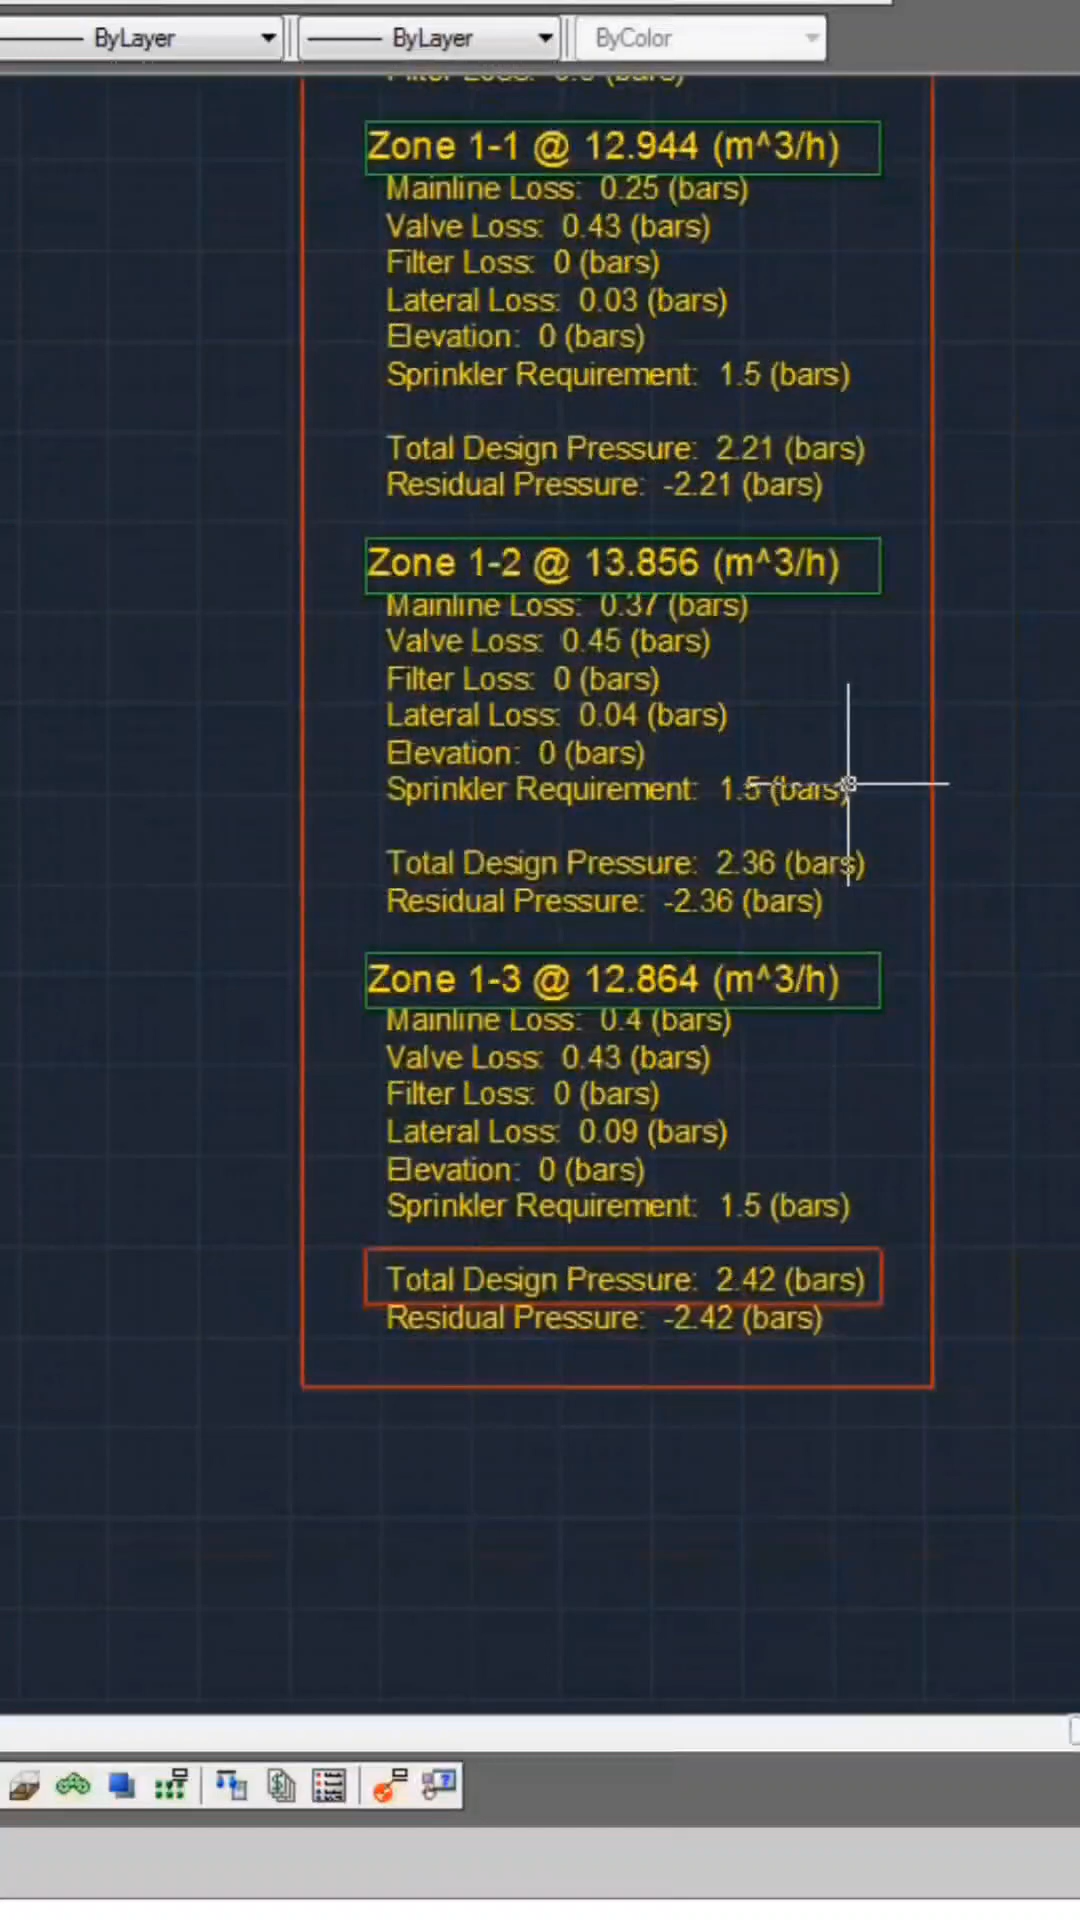 ByLayer ByLayer ByColor
Filter Loss: (bars)
Zone 1-1 @ 12.944 (m^3/h)
Mainline Loss: 0.25 (bars)
Valve Loss: 0.43 (bars)
Filter Loss: 0 (bars)
Lateral Loss: 0.03 (bars)
Elevation: 0 (bars)
Sprinkler Requirement: 1.5 (bars)
Total Design Pressure: 2.21 (bars)
Residual Pressure: -2.21 (bars)
Zone 1-2 @ 13.856 (m^3/h)
Mainline Loss: 0.37 (bars)
Valve Loss: 0.45 (bars)
Filter Loss: 0 (bars)
Lateral Loss: 0.04 (bars)
Elevation: 0 (bars)
Sprinkler Requirement: 1.5 (bars)
Total Design Pressure: 2.36 (bars)
Residual Pressure: -2.36 (bars)
Zone 1-3 @ 12.864 (m^3/h)
Mainline Loss: 0.4 (bars)
Valve Loss: 0.43 (bars)
Filter Loss: 0 (bars)
Lateral Loss: 0.09 (bars)
Elevation: 0 (bars)
Sprinkler Requirement: 1.5 (bars)
Total Design Pressure: 2.42 (bars)
Residual Pressure: -2.42 (bars)